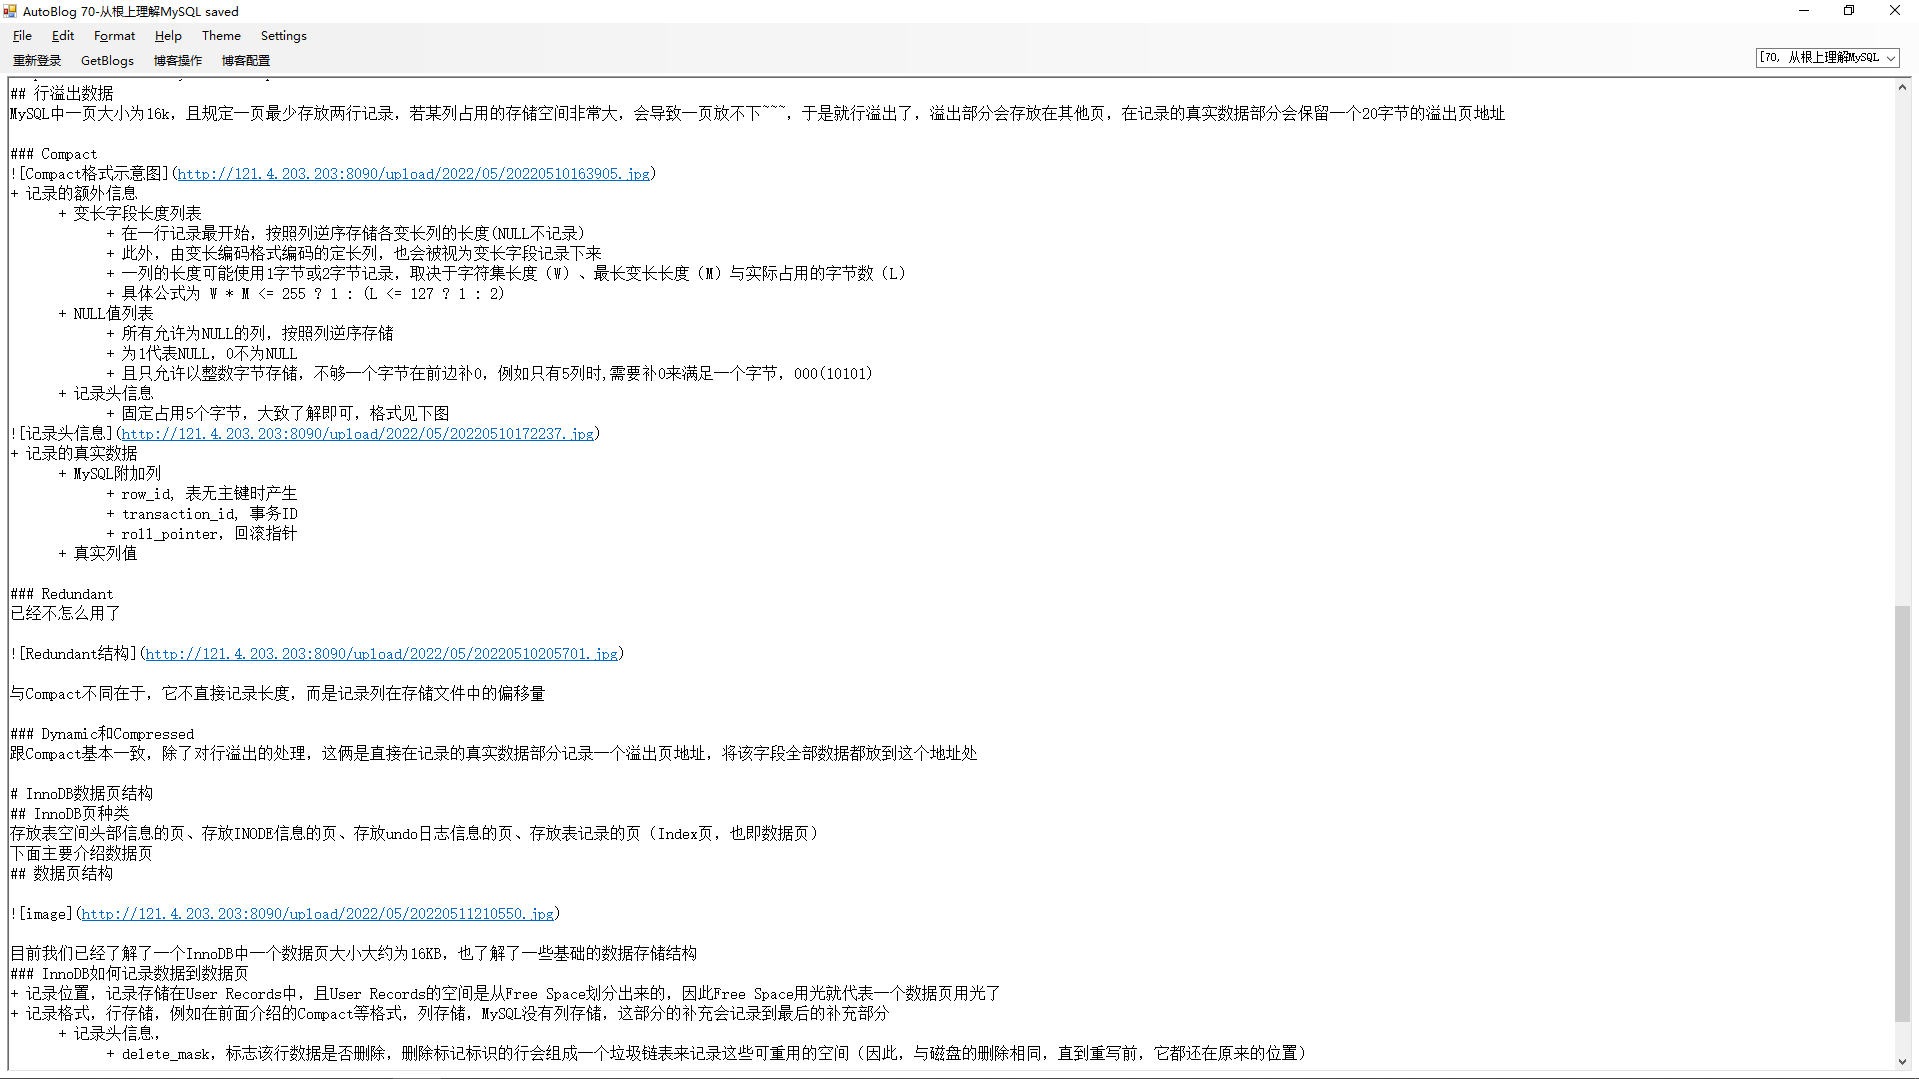 AutoBlog 70-从根上理解MySQL saved
File Edit Format Help Theme Settings
重新登录 GetBlogs 博客操作 博客配置
[70, 从根上理解MySQL
## 行溢出数据
MySQL中一页大小为16k，且规定一页最少存放两行记录，若某列占用的存储空间非常大，会导致一页放不下~~~，于是就行溢出了，溢出部分会存放在其他页，在记录的真实数据部分会保留一个20字节的溢出页地址
### Compact
![Compact格式示意图](http://121.4.203.203:8090/upload/2022/05/20220510163905.jpg)
+ 记录的额外信息
+ 变长字段长度列表
+ 在一行记录最开始，按照列逆序存储各变长列的长度(NULL不记录)
+ 此外，由变长编码格式编码的定长列，也会被视为变长字段记录下来
+ 一列的长度可能使用1字节或2字节记录，取决于字符集长度（W）、最长变长长度（M）与实际占用的字节数（L）
+ 具体公式为 W * M <= 255 ? 1 : (L <= 127 ? 1 : 2)
+ NULL值列表
+ 所有允许为NULL的列，按照列逆序存储
+ 为1代表NULL，0不为NULL
+ 且只允许以整数字节存储，不够一个字节在前边补0，例如只有5列时,需要补0来满足一个字节，000(10101)
+ 记录头信息
+ 固定占用5个字节，大致了解即可，格式见下图
![记录头信息](http://121.4.203.203:8090/upload/2022/05/20220510172237.jpg)
+ 记录的真实数据
+ MySQL附加列
+ row_id, 表无主键时产生
+ transaction_id, 事务ID
+ roll_pointer，回滚指针
+ 真实列值
### Redundant
已经不怎么用了
![Redundant结构](http://121.4.203.203:8090/upload/2022/05/20220510205701.jpg)
与Compact不同在于，它不直接记录长度，而是记录列在存储文件中的偏移量
### Dynamic和Compressed
跟Compact基本一致，除了对行溢出的处理，这俩是直接在记录的真实数据部分记录一个溢出页地址，将该字段全部数据都放到这个地址处
# InnoDB数据页结构
## InnoDB页种类
存放表空间头部信息的页、存放INODE信息的页、存放undo日志信息的页、存放表记录的页（Index页，也即数据页）
下面主要介绍数据页
## 数据页结构
![image](http://121.4.203.203:8090/upload/2022/05/20220511210550.jpg)
目前我们已经了解了一个InnoDB中一个数据页大小大约为16KB，也了解了一些基础的数据存储结构
### InnoDB如何记录数据到数据页
+ 记录位置，记录存储在User Records中，且User Records的空间是从Free Space划分出来的，因此Free Space用光就代表一个数据页用光了
+ 记录格式，行存储，例如在前面介绍的Compact等格式，列存储，MySQL没有列存储，这部分的补充会记录到最后的补充部分
+ 记录头信息，
+ delete_mask，标志该行数据是否删除，删除标记标识的行会组成一个垃圾链表来记录这些可重用的空间（因此，与磁盘的删除相同，直到重写前，它都还在原来的位置）